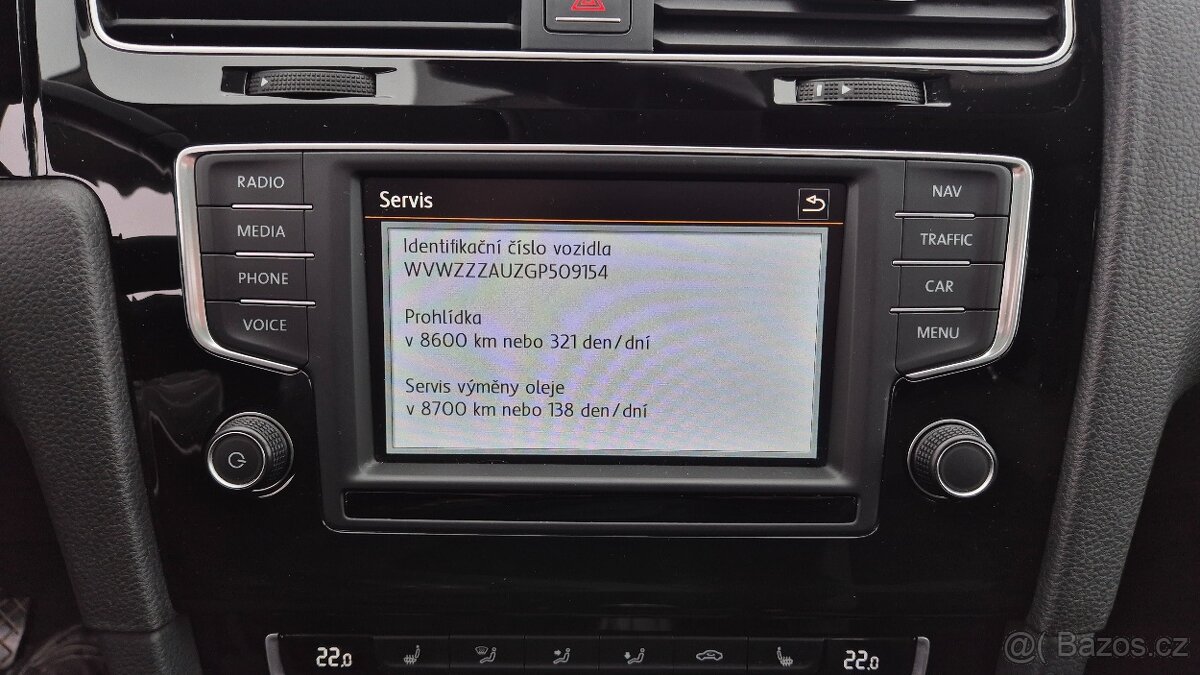 RADIO
MEDIA
PHONE
VOICE
Servis
Identifikační číslo vozidla
WVWZZZAUZGP509154
Prohlídka
v 8600 km nebo 321 den/dní
Servis výměny oleje
v 8700 km nebo 138 den/dní
NAV
TRAFFIC
CAR
MENU
22.0
22.0
@( Bazos.cz